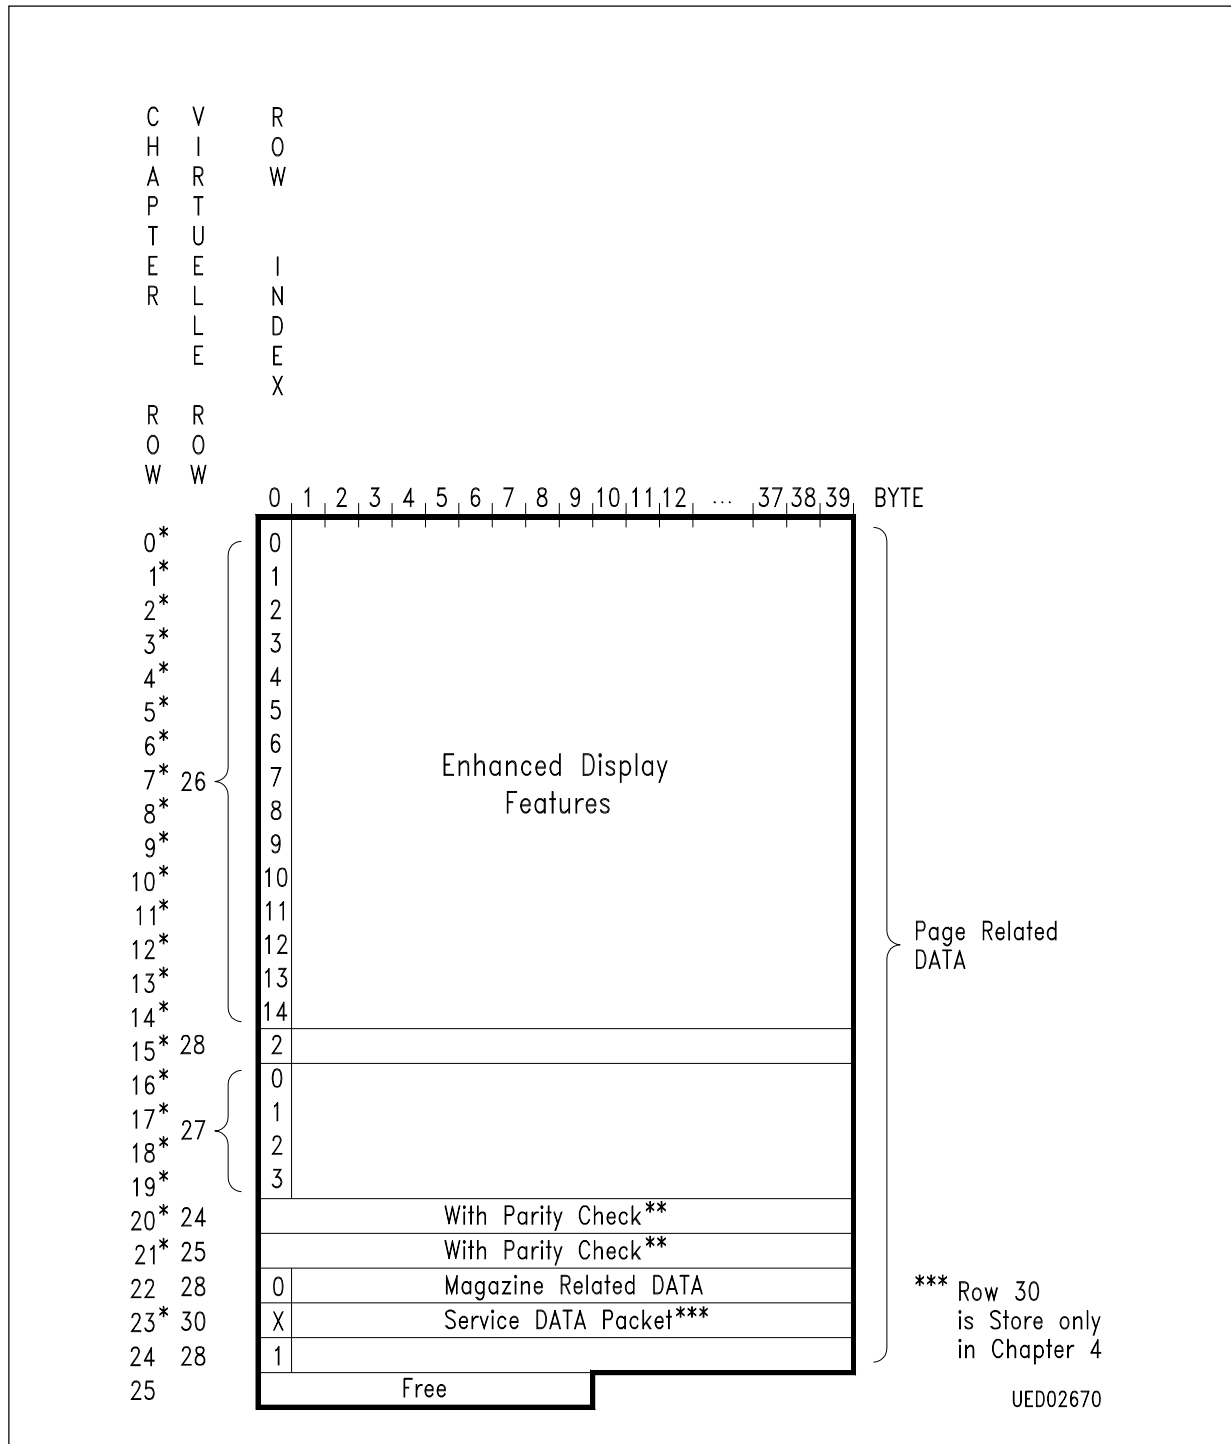 CHAPTER ROW
VIRTUELLE ROW
ROW INDEX
0 1 2 3 4 5 6 7 8 9 10 11 12 ... 37 38 39 BYTE
0* 0
1* 1
2* 2
3* 3
4* 4
5* 5
6* 6
Enhanced Display
7* 26 7
Features
8* 8
9* 9
10* 10
11* 11
Page Related
12* 12
DATA
13* 13
14* 14
15* 28 2
16* 0
17* 1
27
18* 2
19* 3
20* 24 With Parity Check**
21* 25 With Parity Check**
22 28 0 Magazine Related DATA
23* 30 X Service DATA Packet***
24 28 1
25 Free
*** Row 30
is Store only
in Chapter 4
UED02670